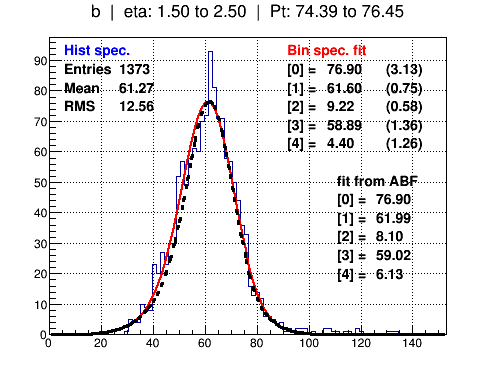 b | eta: 1.50 to 2.50 | Pt: 74.39 to 76.45
Hist spec.
Entries 1373
Mean 61.27
RMS 12.56
Bin spec. fit
[0] = 76.90 (3.13)
[1] = 61.60 (0.75)
[2] = 9.22 (0.58)
[3] = 58.89 (1.36)
[4] = 4.40 (1.26)
fit from ABF
[0] = 76.90
[1] = 61.99
[2] = 8.10
[3] = 59.02
[4] = 6.13
90
80
70
60
50
40
30
20
10
0
0 20 40 60 80 100 120 140